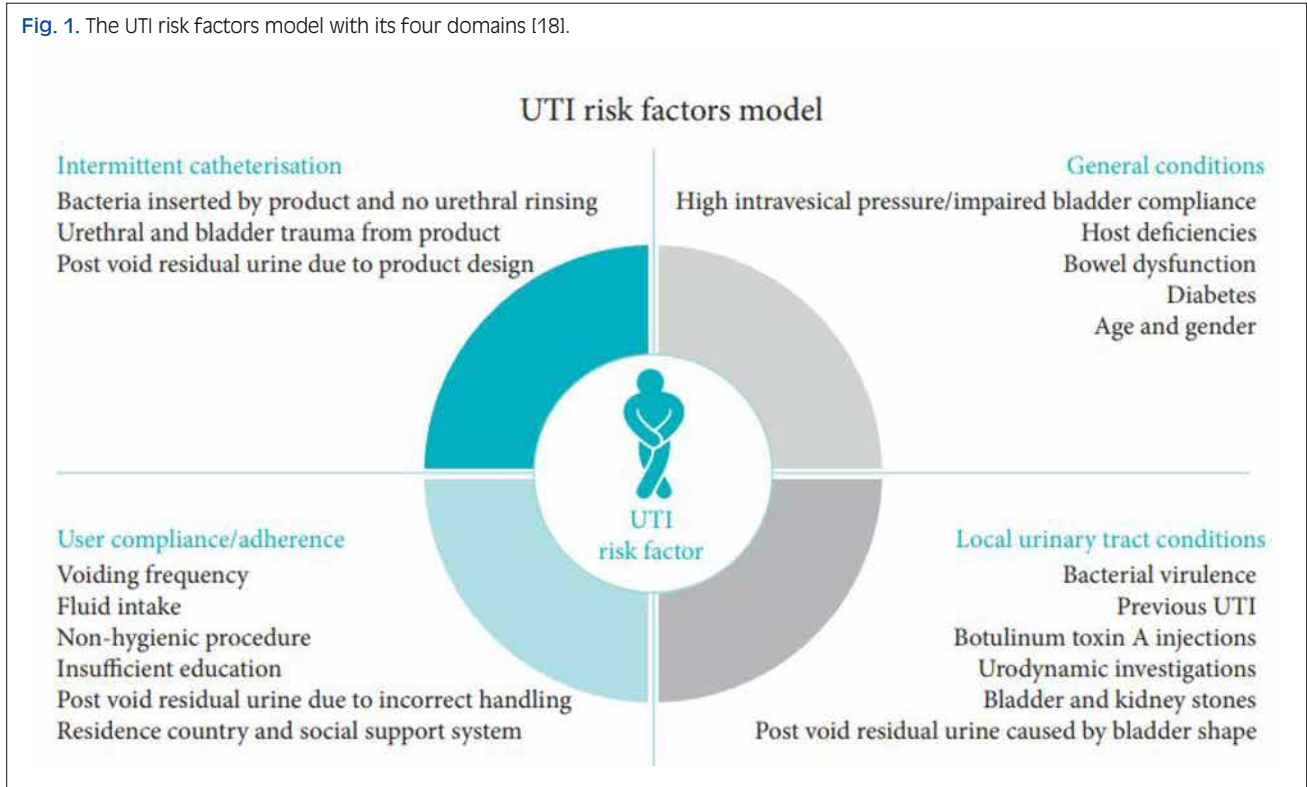 Fig. 1. The UTI risk factors model with its four domains [18].
UTI risk factors model
Intermittent catheterisation
Bacteria inserted by product and no urethral rinsing
Urethral and bladder trauma from product
Post void residual urine due to product design
General conditions
High intravesical pressure/impaired bladder compliance
Host deficiencies
Bowel dysfunction
Diabetes
Age and gender
UTI
risk factor
User compliance/adherence
Voiding frequency
Fluid intake
Non-hygienic procedure
Insufficient education
Post void residual urine due to incorrect handling
Residence country and social support system
Local urinary tract conditions
Bacterial virulence
Previous UTI
Botulinum toxin A injections
Urodynamic investigations
Bladder and kidney stones
Post void residual urine caused by bladder shape